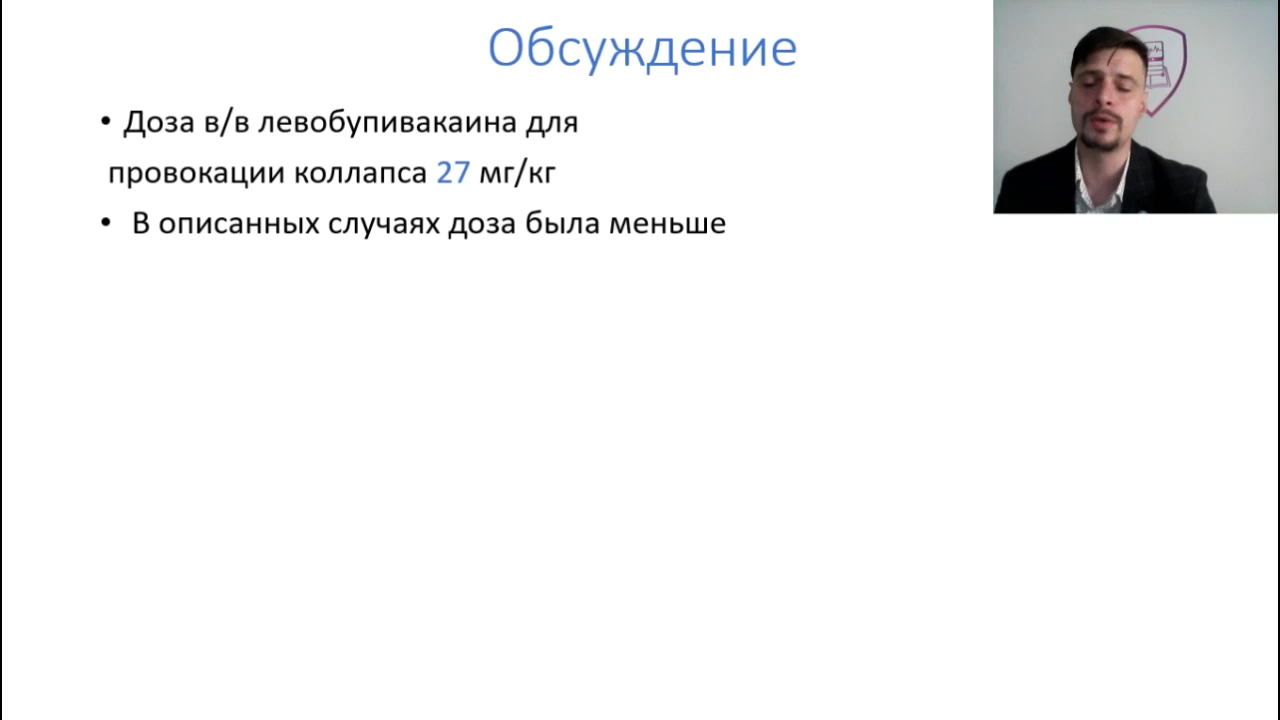 Обсуждение
• Доза в/в левобупивакаина для
провокации коллапса 27 мг/кг
• В описанных случаях доза была меньше